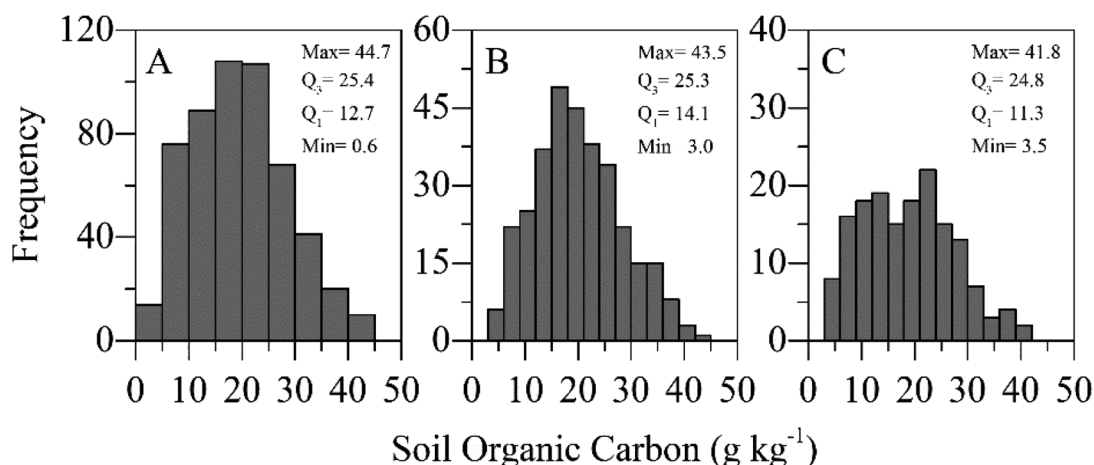 Frequency
120
80
40
0
A
Max= 44.7
Q3= 25.4
Q1= 12.7
Min= 0.6
0 10 20 30 40 50
60
45
30
15
0
B
Max= 43.5
Q3= 25.3
Q1= 14.1
Min 3.0
0 10 20 30 40 50
40
30
20
10
0
C
Max= 41.8
Q3= 24.8
Q1= 11.3
Min= 3.5
0 10 20 30 40 50
Soil Organic Carbon (g kg⁻¹)